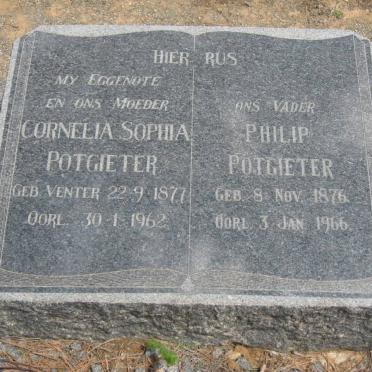 HIER RUS
MY EGGENOTE
EN ONS MOEDER
CORNELIA SOPHIA
POTGIETER
GEB. VENTER 22·9·1877
OORL. 30·1·1962
ONS VADER
PHILIP
POTGIETER
GEB. 8 NOV. 1876
OORL. 3 JAN. 1966